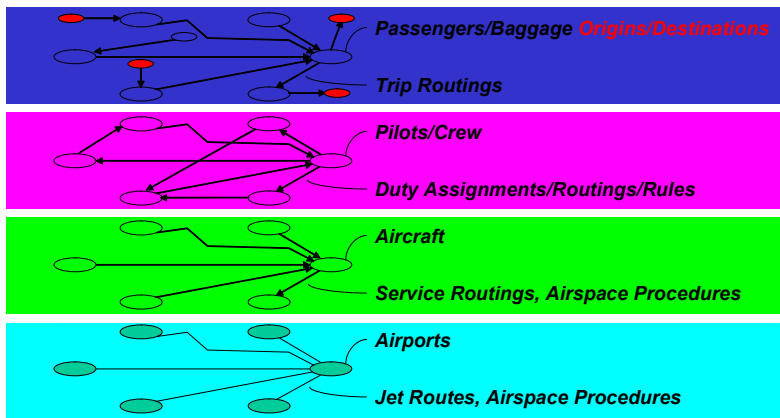 Passengers/Baggage Origins/Destinations
Trip Routings
Pilots/Crew
Duty Assignments/Routings/Rules
Aircraft
Service Routings, Airspace Procedures
Airports
Jet Routes, Airspace Procedures